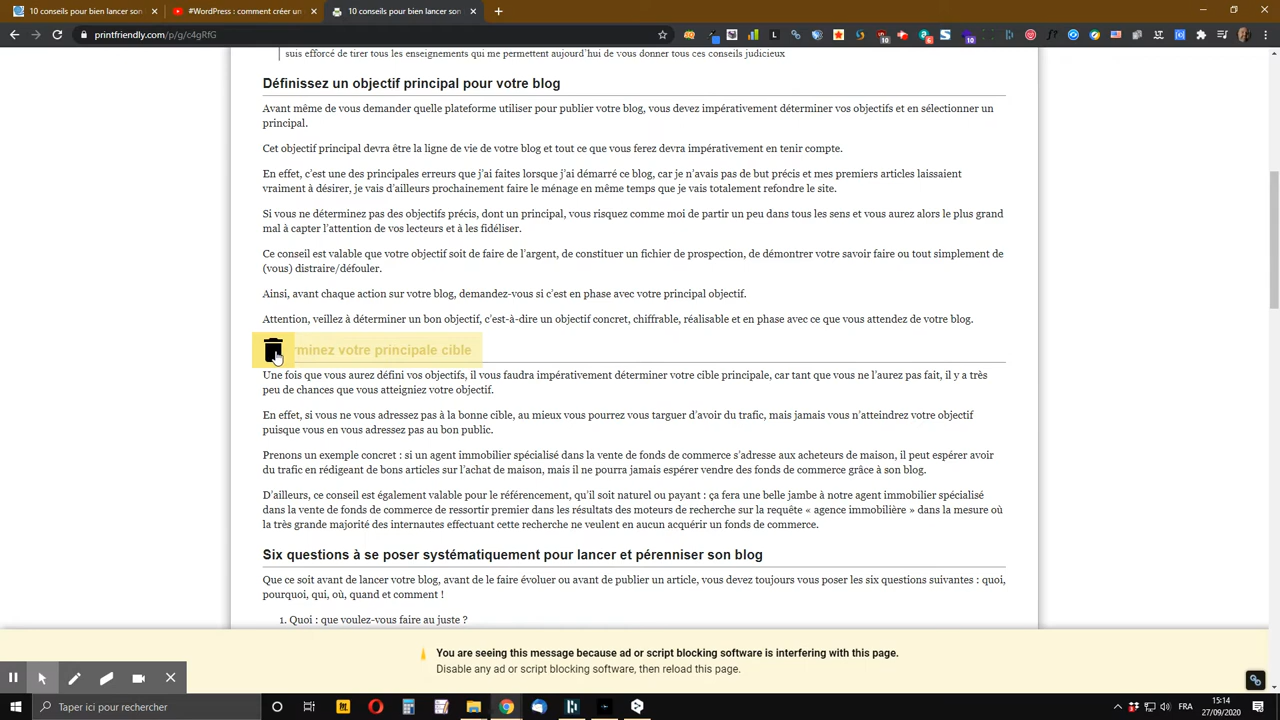 10 conseils pour bien lancer son
#WordPress : comment créer un
10 conseils pour bien lancer son
printfriendly.com/p/g/c4gRfG
suis efforcé de tirer tous les enseignements qui me permettent aujourd'hui de vous donner tous ces conseils judicieux
Définissez un objectif principal pour votre blog
Avant même de vous demander quelle plateforme utiliser pour publier votre blog, vous devez impérativement déterminer vos objectifs et en sélectionner un
principal.
Cet objectif principal devra être la ligne de vie de votre blog et tout ce que vous ferez devra impérativement en tenir compte.
En effet, c'est une des principales erreurs que j'ai faites lorsque j'ai démarré ce blog, car je n'avais pas de but précis et mes premiers articles laissaient
vraiment à désirer, je vais d'ailleurs prochainement faire le ménage en même temps que je vais totalement refondre le site.
Si vous ne déterminez pas des objectifs précis, dont un principal, vous risquez comme moi de partir un peu dans tous les sens et vous aurez alors le plus grand
mal à capter l'attention de vos lecteurs et à les fidéliser.
Ce conseil est valable que votre objectif soit de faire de l'argent, de constituer un fichier de prospection, de démontrer votre savoir faire ou tout simplement de
(vous) distraire/défouler.
Ainsi, avant chaque action sur votre blog, demandez-vous si c'est en phase avec votre principal objectif.
Attention, veillez à déterminer un bon objectif, c'est-à-dire un objectif concret, chiffrable, réalisable et en phase avec ce que vous attendez de votre blog.
rminez votre principale cible
Une fois que vous aurez défini vos objectifs, il vous faudra impérativement déterminer votre cible principale, car tant que vous ne l'aurez pas fait, il y a très
peu de chances que vous atteigniez votre objectif.
En effet, si vous ne vous adressez pas à la bonne cible, au mieux vous pourrez vous targuer d'avoir du trafic, mais jamais vous n'atteindrez votre objectif
puisque vous en vous adressez pas au bon public.
Prenons un exemple concret : si un agent immobilier spécialisé dans la vente de fonds de commerce s'adresse aux acheteurs de maison, il peut espérer avoir
du trafic en rédigeant de bons articles sur l'achat de maison, mais il ne pourra jamais espérer vendre des fonds de commerce grâce à son blog.
D'ailleurs, ce conseil est également valable pour le référencement, qu'il soit naturel ou payant : ça fera une belle jambe à notre agent immobilier spécialisé
dans la vente de fonds de commerce de ressortir premier dans les résultats des moteurs de recherche sur la requête « agence immobilière » dans la mesure où
la très grande majorité des internautes effectuant cette recherche ne veulent en aucun acquérir un fonds de commerce.
Six questions à se poser systématiquement pour lancer et pérenniser son blog
Que ce soit avant de lancer votre blog, avant de le faire évoluer ou avant de publier un article, vous devez toujours vous poser les six questions suivantes : quoi,
pourquoi, qui, où, quand et comment !
1. Quoi : que voulez-vous faire au juste ?
You are seeing this message because ad or script blocking software is interfering with this page.
Disable any ad or script blocking software, then reload this page.
Taper ici pour rechercher
FRA
15:14
27/09/2020